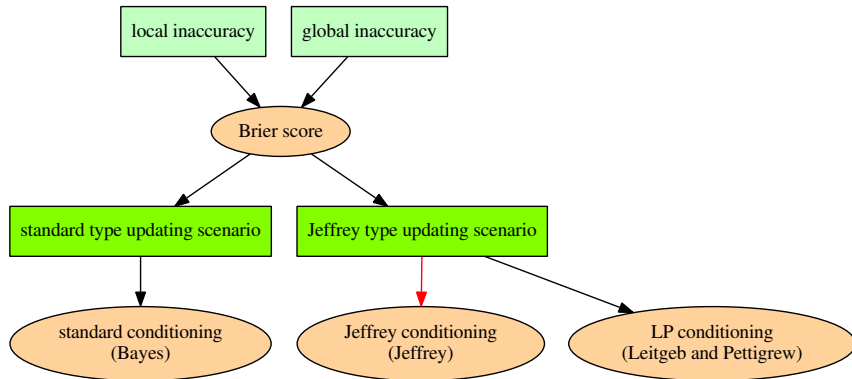 local inaccuracy
global inaccuracy
Brier score
standard type updating scenario
Jeffrey type updating scenario
standard conditioning
(Bayes)
Jeffrey conditioning
(Jeffrey)
LP conditioning
(Leitgeb and Pettigrew)